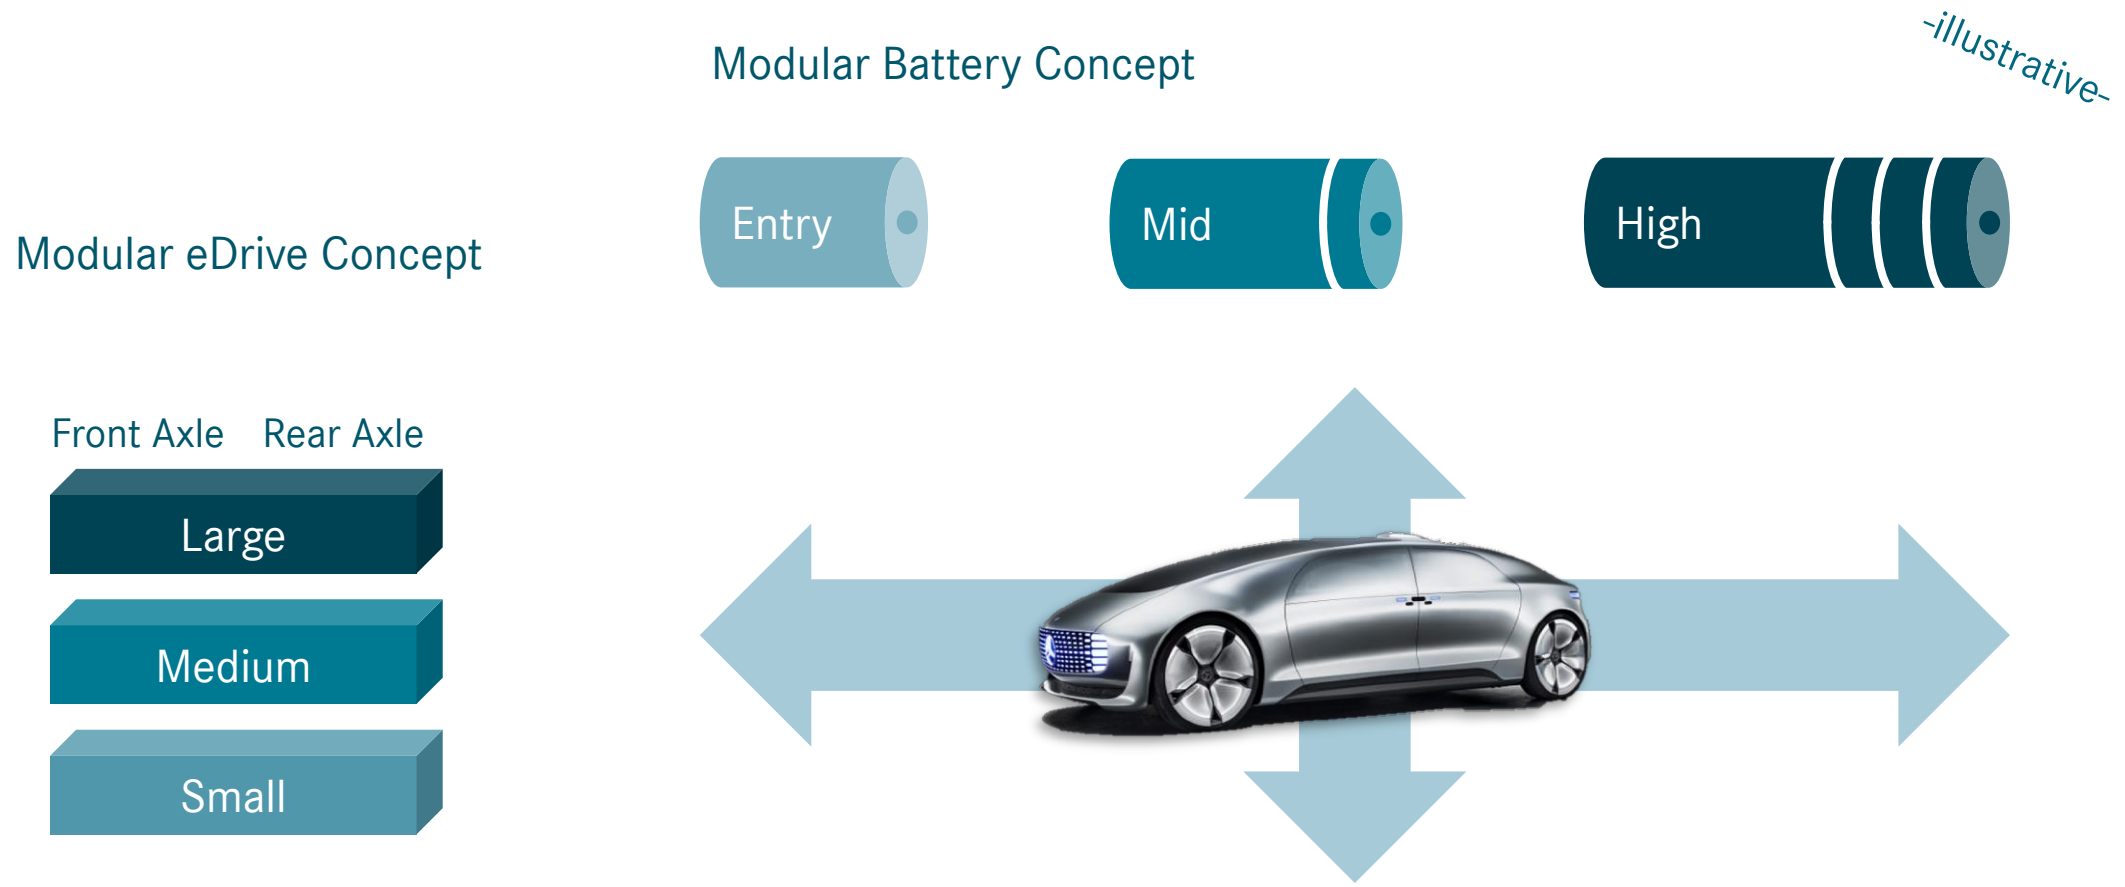 -illustrative-
Modular Battery Concept
Entry
Mid
High
Modular eDrive Concept
Front Axle Rear Axle
Large
Medium
Small